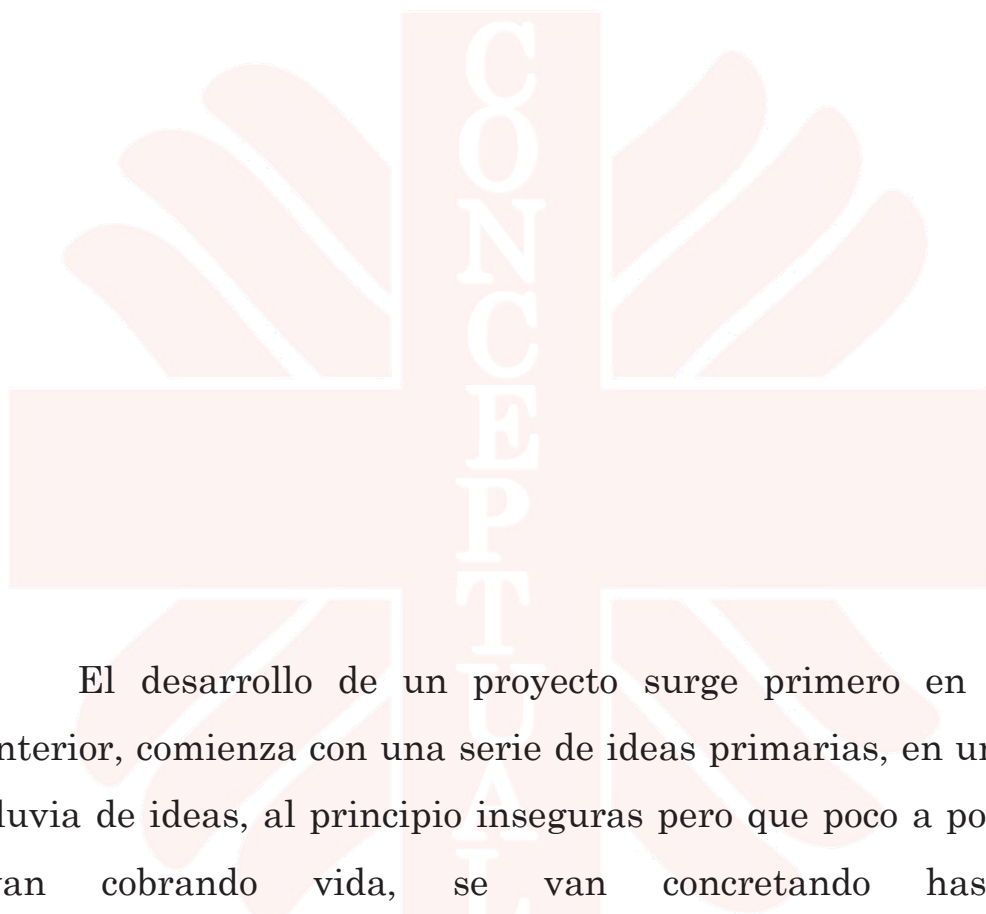 CONCEPTUAL
El desarrollo de un proyecto surge primero en
nterior, comienza con una serie de ideas primarias, en un
luvia de ideas, al principio inseguras pero que poco a po
van cobrando vida, se van concretando has